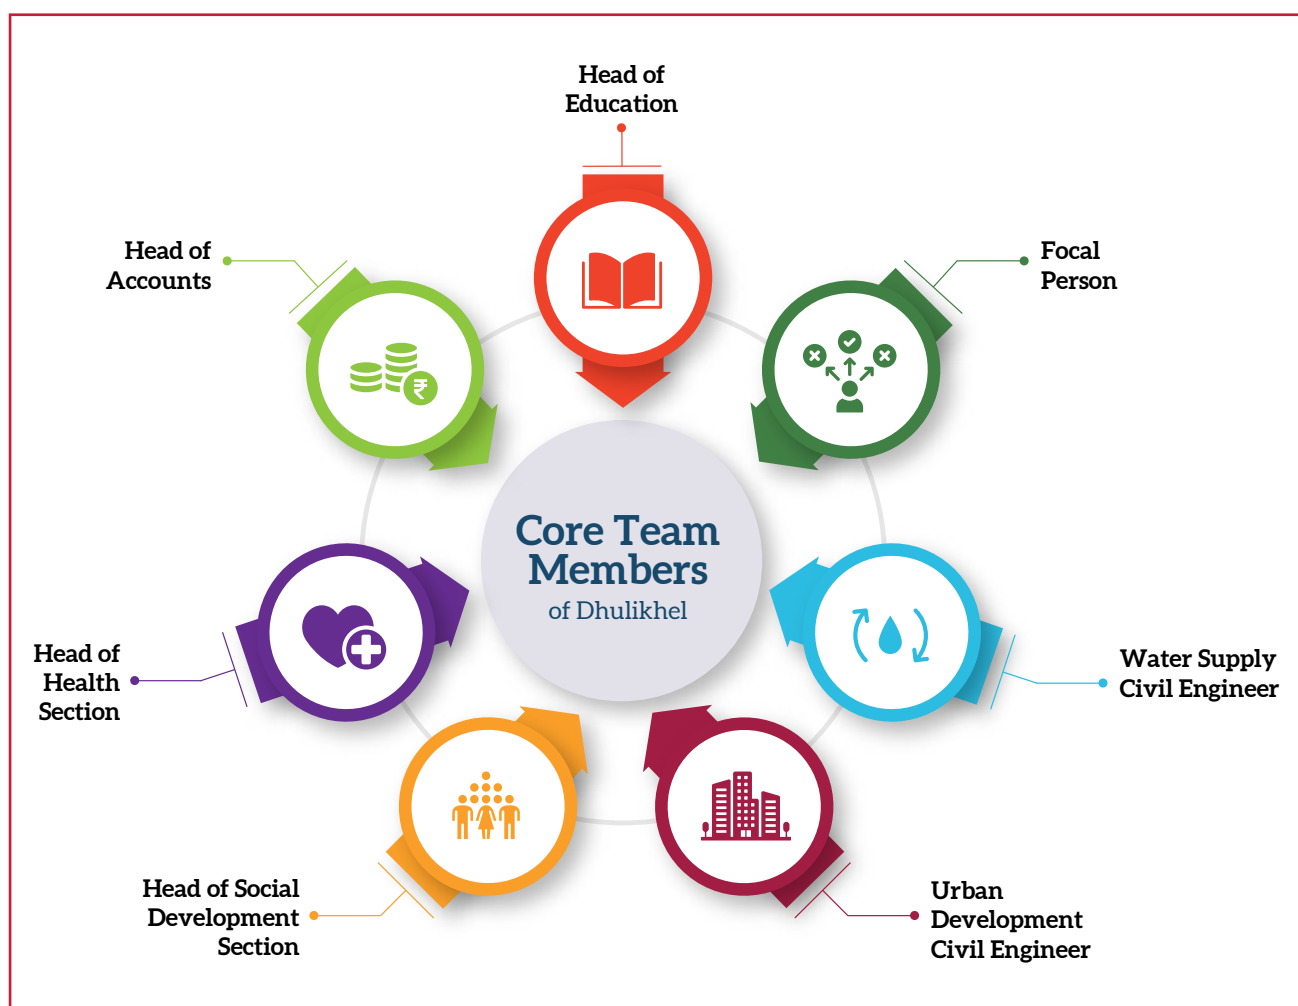 Head of
Education
Head of
Accounts
Focal
Person
Core Team
Members
of Dhulikhel
Head of
Health
Section
Water Supply
Civil Engineer
Head of Social
Development
Section
Urban
Development
Civil Engineer
₹